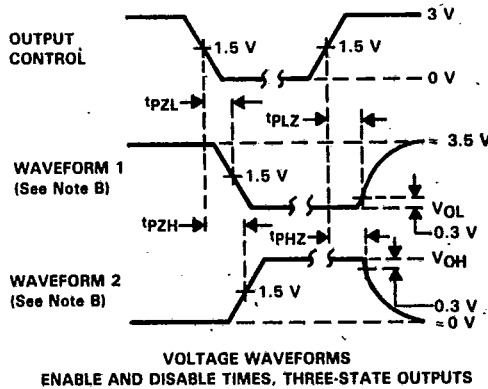 OUTPUT
CONTROL
3 V
1.5 V
1.5 V
0 V
tPZL
tPLZ
≈ 3.5 V
WAVEFORM 1
(See Note B)
1.5 V
VOL
0.3 V
tPZH
tPHZ
VOH
WAVEFORM 2
(See Note B)
1.5 V
0.3 V
≈ 0 V
VOLTAGE WAVEFORMS
ENABLE AND DISABLE TIMES, THREE-STATE OUTPUTS